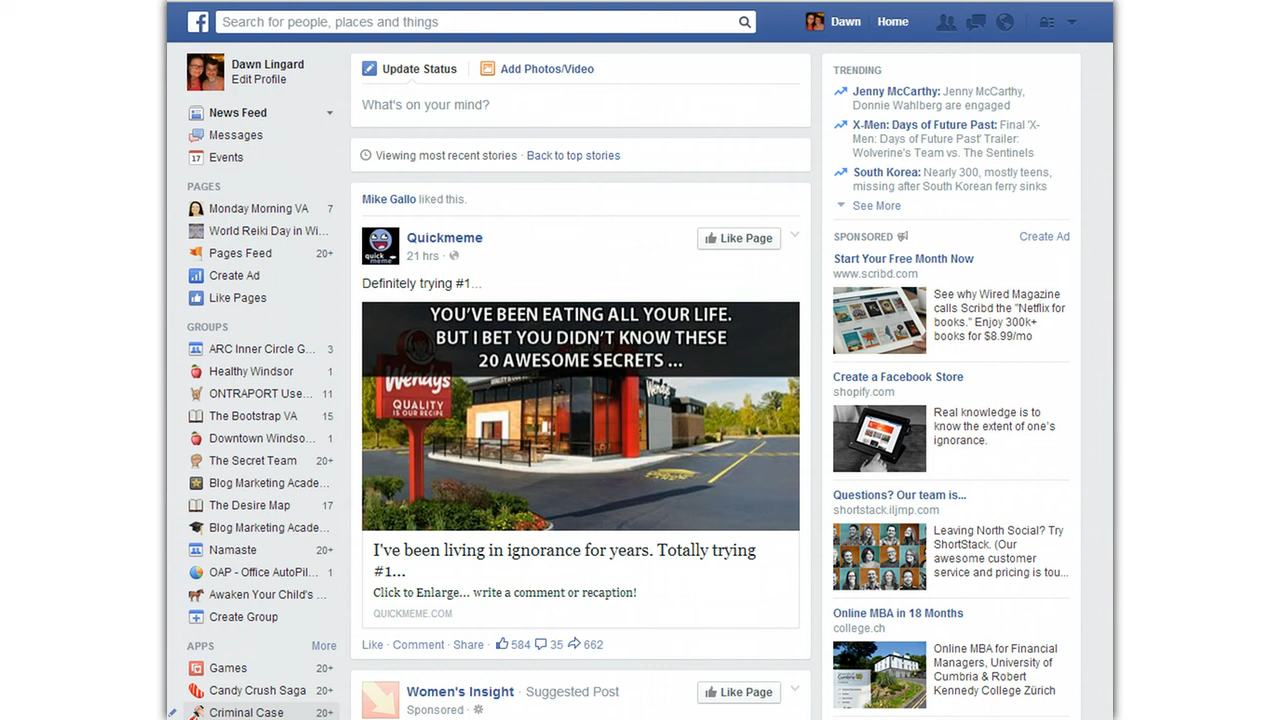 Search for people, places and things
Dawn
Home
Dawn Lingard
Edit Profile
News Feed
Messages
17 Events
PAGES
Monday Morning VA 7
World Reiki Day in Wi...
Pages Feed 20+
Create Ad
Like Pages
GROUPS
ARC Inner Circle G... 3
Healthy Windsor 1
ONTRAPORT Use... 11
The Bootstrap VA 15
Downtown Windso... 1
The Secret Team 20+
Blog Marketing Acade...
The Desire Map 17
Blog Marketing Acade...
Namaste 20+
OAP - Office AutoPil... 1
Awaken Your Child's ...
Create Group
APPS More
Games 20+
Candy Crush Saga 20+
Criminal Case 20+
Update Status
Add Photos/Video
What's on your mind?
Viewing most recent stories · Back to top stories
Mike Gallo liked this.
quick meme
Quickmeme
21 hrs ·
Like Page
Definitely trying #1...
YOU'VE BEEN EATING ALL YOUR LIFE.
BUT I BET YOU DIDN'T KNOW THESE
20 AWESOME SECRETS ...
Wendy's
QUALITY
IS OUR RECIPE
Wendy's
I've been living in ignorance for years. Totally trying
#1...
Click to Enlarge... write a comment or recaption!
QUICKMEME.COM
Like · Comment · Share · 584 35 662
Women's Insight · Suggested Post
Sponsored ·
Like Page
TRENDING
Jenny McCarthy: Jenny McCarthy,
Donnie Wahlberg are engaged
X-Men: Days of Future Past: Final 'X-
Men: Days of Future Past' Trailer:
Wolverine's Team vs. The Sentinels
South Korea: Nearly 300, mostly teens,
missing after South Korean ferry sinks
See More
SPONSORED Create Ad
Start Your Free Month Now
www.scribd.com
See why Wired Magazine
calls Scribd the "Netflix for
books." Enjoy 300k+
books for $8.99/mo
Create a Facebook Store
shopify.com
Real knowledge is to
know the extent of one's
ignorance.
Questions? Our team is...
shortstack.iljmp.com
Leaving North Social? Try
ShortStack. (Our
awesome customer
service and pricing is tou...
Online MBA in 18 Months
college.ch
Online MBA for Financial
Managers, University of
Cumbria & Robert
Kennedy College Zürich